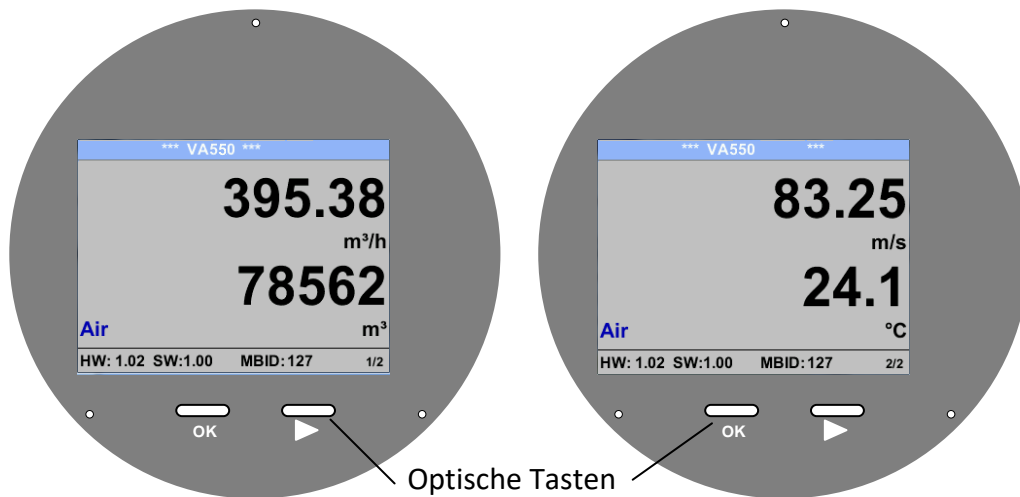 *** VA550 ***
395.38
m³/h
78562
Air m³
HW: 1.02 SW:1.00 MBID:127 1/2
OK
*** VA550 ***
83.25
m/s
24.1
Air °C
HW: 1.02 SW:1.00 MBID:127 2/2
OK
Optische Tasten